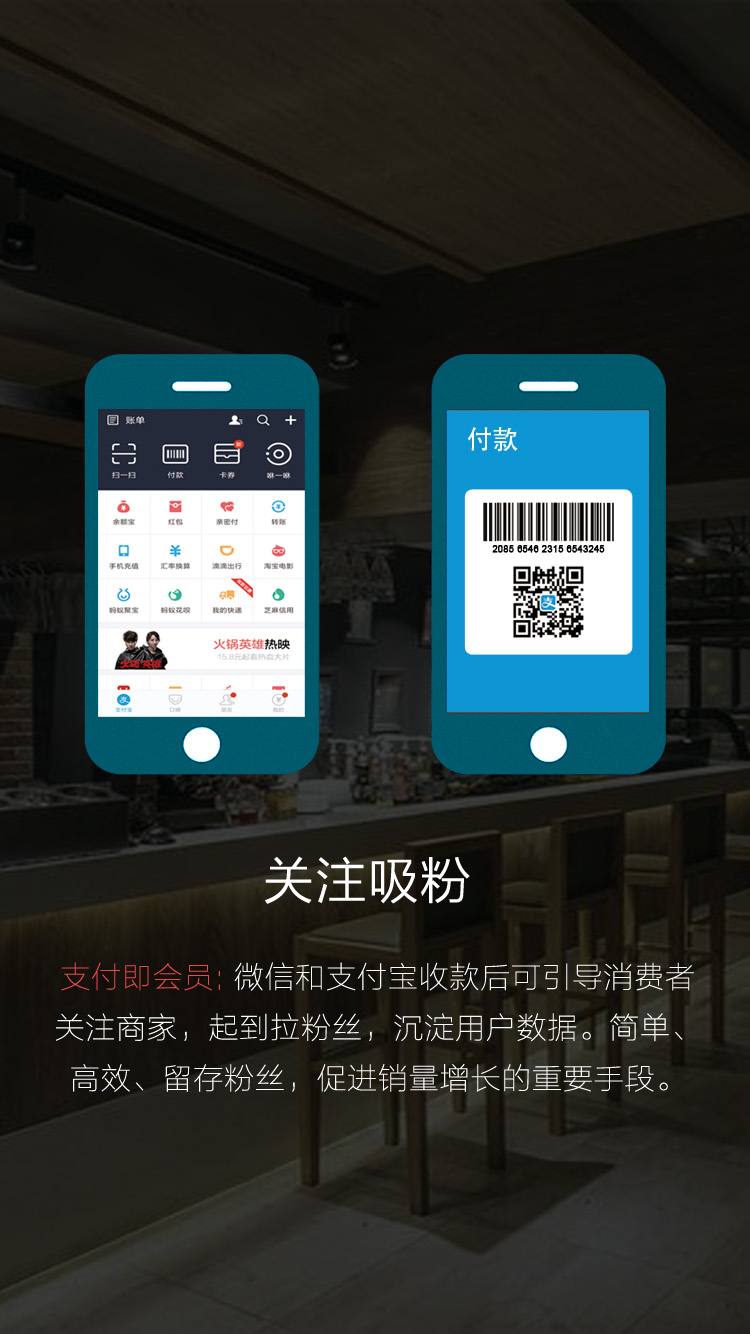 账单
扫一扫 付款 卡券 咻一咻
余额宝 红包 亲密付 转账
手机充值 汇率换算 滴滴出行 淘宝电影
蚂蚁聚宝 蚂蚁花呗 我的快递 芝麻信用
火锅英雄热映
15.8元起看热血大片
支付宝 口碑 朋友 我的
付款
2085 6546 2315 6543245
支
关注吸粉
支付即会员: 微信和支付宝收款后可引导消费者
关注商家，起到拉粉丝，沉淀用户数据。简单、
高效、留存粉丝，促进销量增长的重要手段。